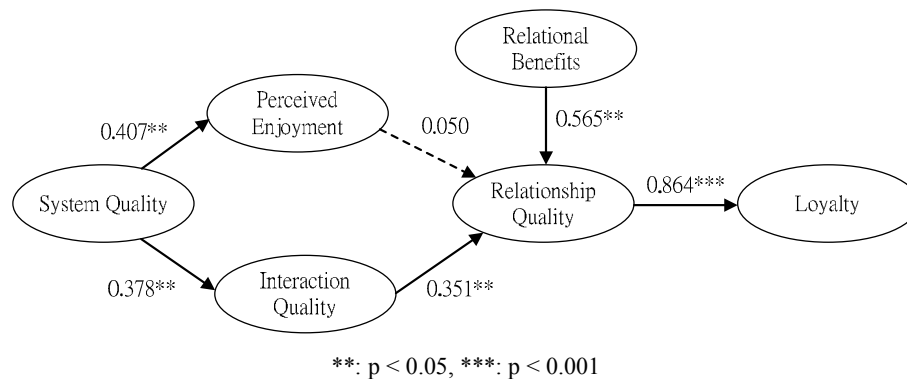 Relational
Benefits
Perceived
Enjoyment
0.407**
0.050
0.565**
System Quality
Relationship
Quality
0.864***
Loyalty
0.378**
Interaction
Quality
0.351**
**: p < 0.05, ***: p < 0.001